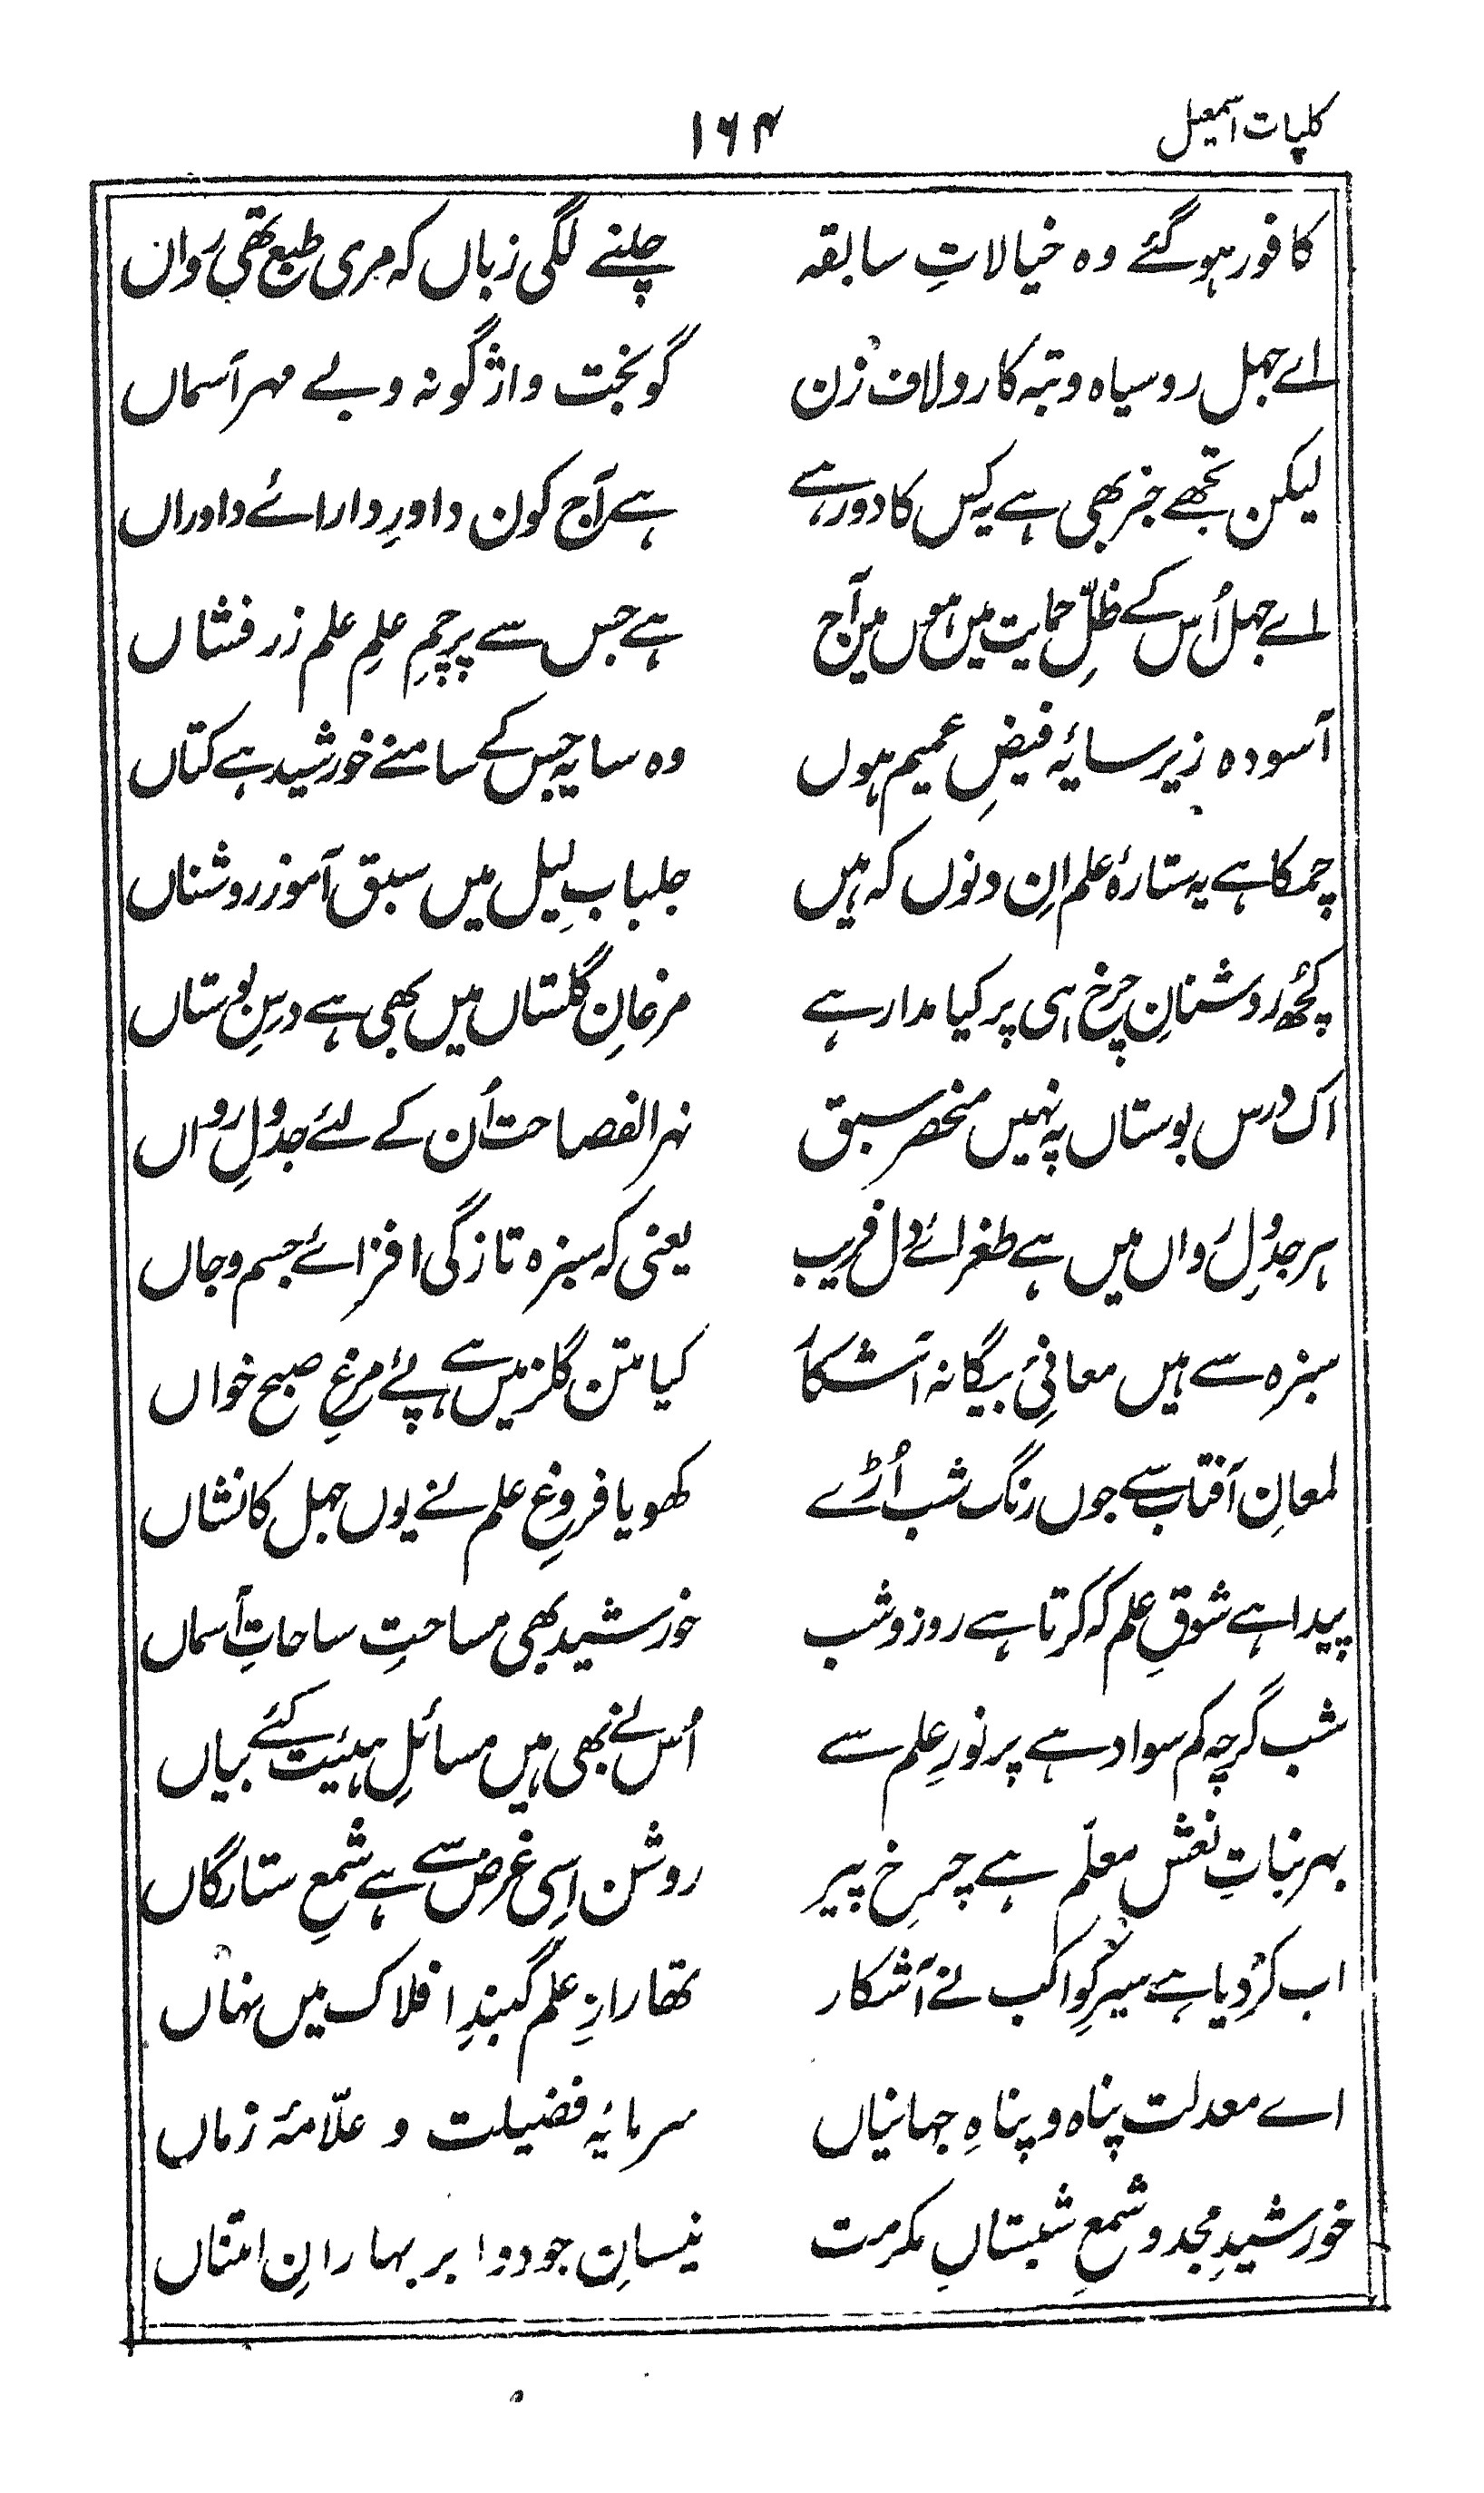 کلیات اسمٰعیل ۱۶۴
کافور ہو گئے وہ خیالاتِ سابقہ چلنے لگی زباں کہ مری طبع تھی رواں
اے جہل روسیاہ و تبہ کار و لاف زن گو بخت واژگونہ و بے مہر آسماں
لیکن تجھے خبر بھی ہے یہ کس کا دور ہے ہے آج کون داورِ دارائے داوراں
اے جہل اُس کے ظلِّ حمایت میں ہوں میں آج ہے جس سے پرچمِ علمِ علم زر فشاں
آسودہ زیر سایۂ فیضِ عمیم ہوں وہ سایہ جس کے سامنے خورشید ہے کتاں
چمکا ہے یہ ستارۂ علم اِن دنوں کہ ہیں جلبابِ لیل میں سبق آموز روشناں
کچھ روشنانِ چرخ ہی پر کیا مدار ہے مرغانِ گلستاں میں بھی ہے درسِ بوستاں
اک درس بوستاں پہ نہیں منحصر سبق نہر الفصاحت اُن کے لئے جدولِ رواں
ہر جدولِ رواں میں ہے طغرائے دل فریب یعنی کہ سبزہ تازگی افزائے جسم و جاں
سبزہ سے ہیں معانیٔ بیگانہ آشکار کیا متن گلزمیں ہے پئے مرغِ صبح خواں
لمعانِ آفتاب سے جوں رنگ شب اُڑے کھویا فروغِ علم نے یوں جہل کا نشاں
پیدا ہے شوقِ علم کہ کرتا ہے روز و شب خورشید بھی مساحتِ ساحاتِ آسماں
شب گرچہ کم سواد ہے پر نورِ علم سے اُس نے بھی ہیں مسائلِ ہیئت کئے بیاں
بہر بناتِ نعش معلّم ہے چرخِ پیر روشن اِسی غرض سے ہے شمعِ ستارگاں
اب کر دیا ہے سیرِ کواکب نے آشکار تھا رازِ علم گنبدِ افلاک میں نہاں
اے معدلت پناہ و پناہِ جہانیاں سرمایۂ فضیلت و علّامۂ زماں
خورشیدِ مجد و شمعِ شبستاں مکرمت نیسانِ جود و ابر بہارانِ امتناں